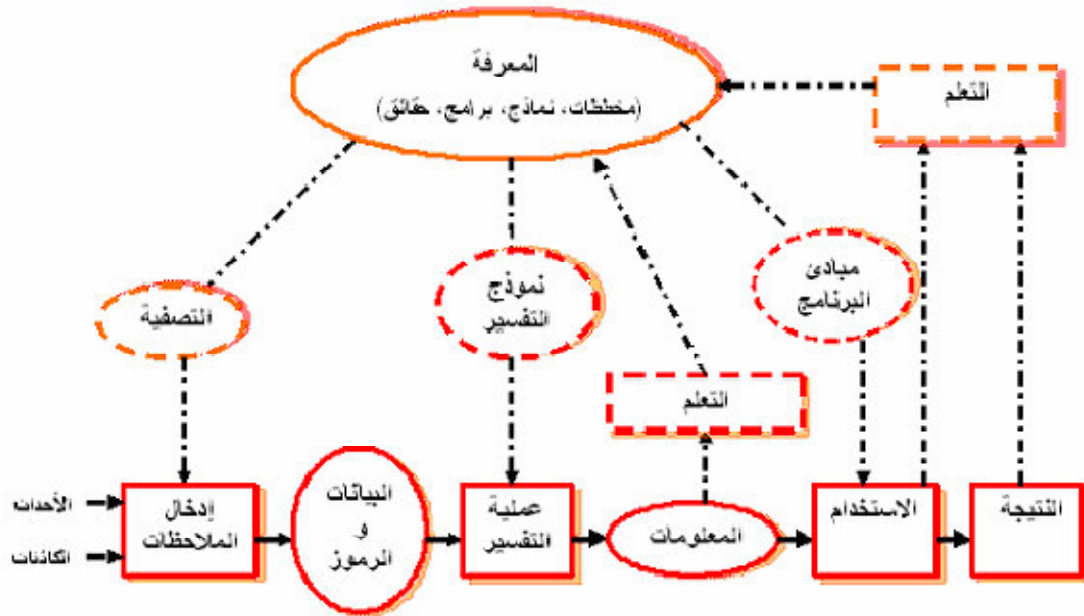 المعرفة
(مخططات، نماذج، برامج، حقائق)
التعلم
مبادئ
البرنامج
نموذج
التفسير
التصفية
التعلم
الأحداث
الكائنات
إدخال
الملاحظات
البيانات
و
الرموز
عملية
التفسير
المعلومات
الاستخدام
النتيجة